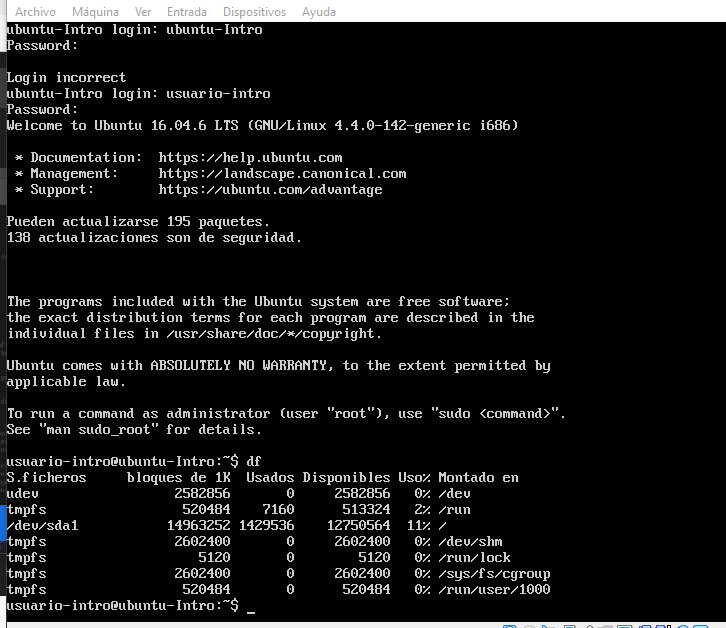 Archivo Máquina Ver Entrada Dispositivos Ayuda
ubuntu-Intro login: ubuntu-Intro
Password:
Login incorrect
ubuntu-Intro login: usuario-intro
Password:
Welcome to Ubuntu 16.04.6 LTS (GNU/Linux 4.4.0-142-generic i686)
* Documentation:  https://help.ubuntu.com
* Management:     https://landscape.canonical.com
* Support:        https://ubuntu.com/advantage
Pueden actualizarse 195 paquetes.
138 actualizaciones son de seguridad.
The programs included with the Ubuntu system are free software;
the exact distribution terms for each program are described in the
individual files in /usr/share/doc/*/copyright.
Ubuntu comes with ABSOLUTELY NO WARRANTY, to the extent permitted by
applicable law.
To run a command as administrator (user "root"), use "sudo <command>".
See "man sudo_root" for details.
usuario-intro@ubuntu-Intro:~$ df
S.ficheros     bloques de 1K  Usados Disponibles Uso% Montado en
udev                 2582856       0     2582856   0% /dev
tmpfs                 520484    7160      513324   2% /run
/dev/sda1           14963252 1429536    12750564  11% /
tmpfs                2602400       0     2602400   0% /dev/shm
tmpfs                   5120       0        5120   0% /run/lock
tmpfs                2602400       0     2602400   0% /sys/fs/cgroup
tmpfs                 520484       0      520484   0% /run/user/1000
usuario-intro@ubuntu-Intro:~$ _